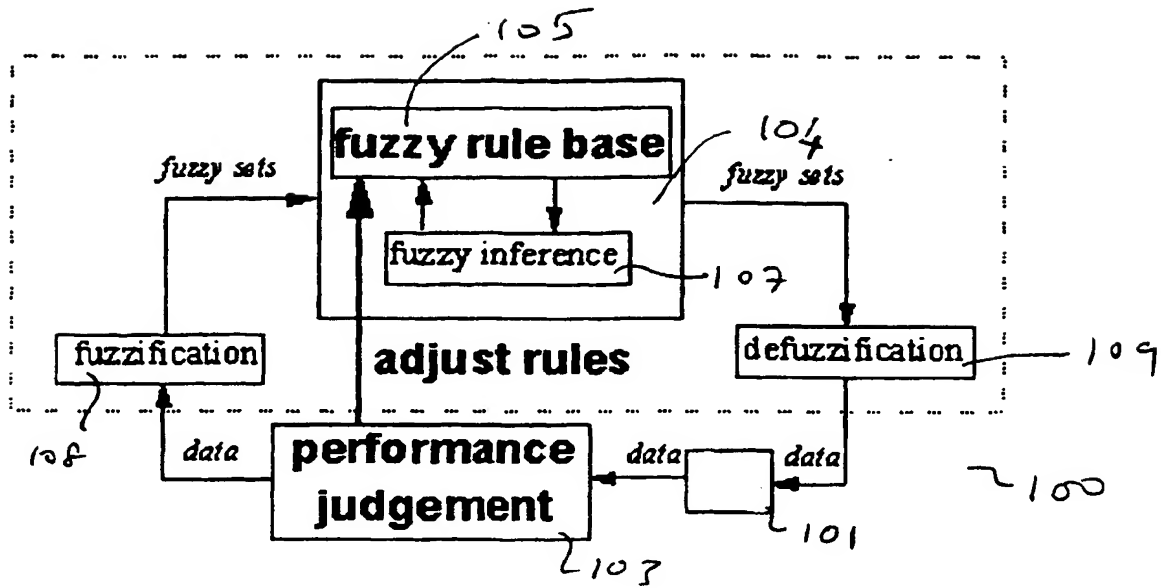 105
fuzzy rule base
104
fuzzy sets
fuzzy sets
fuzzy inference
107
fuzzification
adjust rules
defuzzification
109
108
data
performance
judgement
data
data
100
101
103